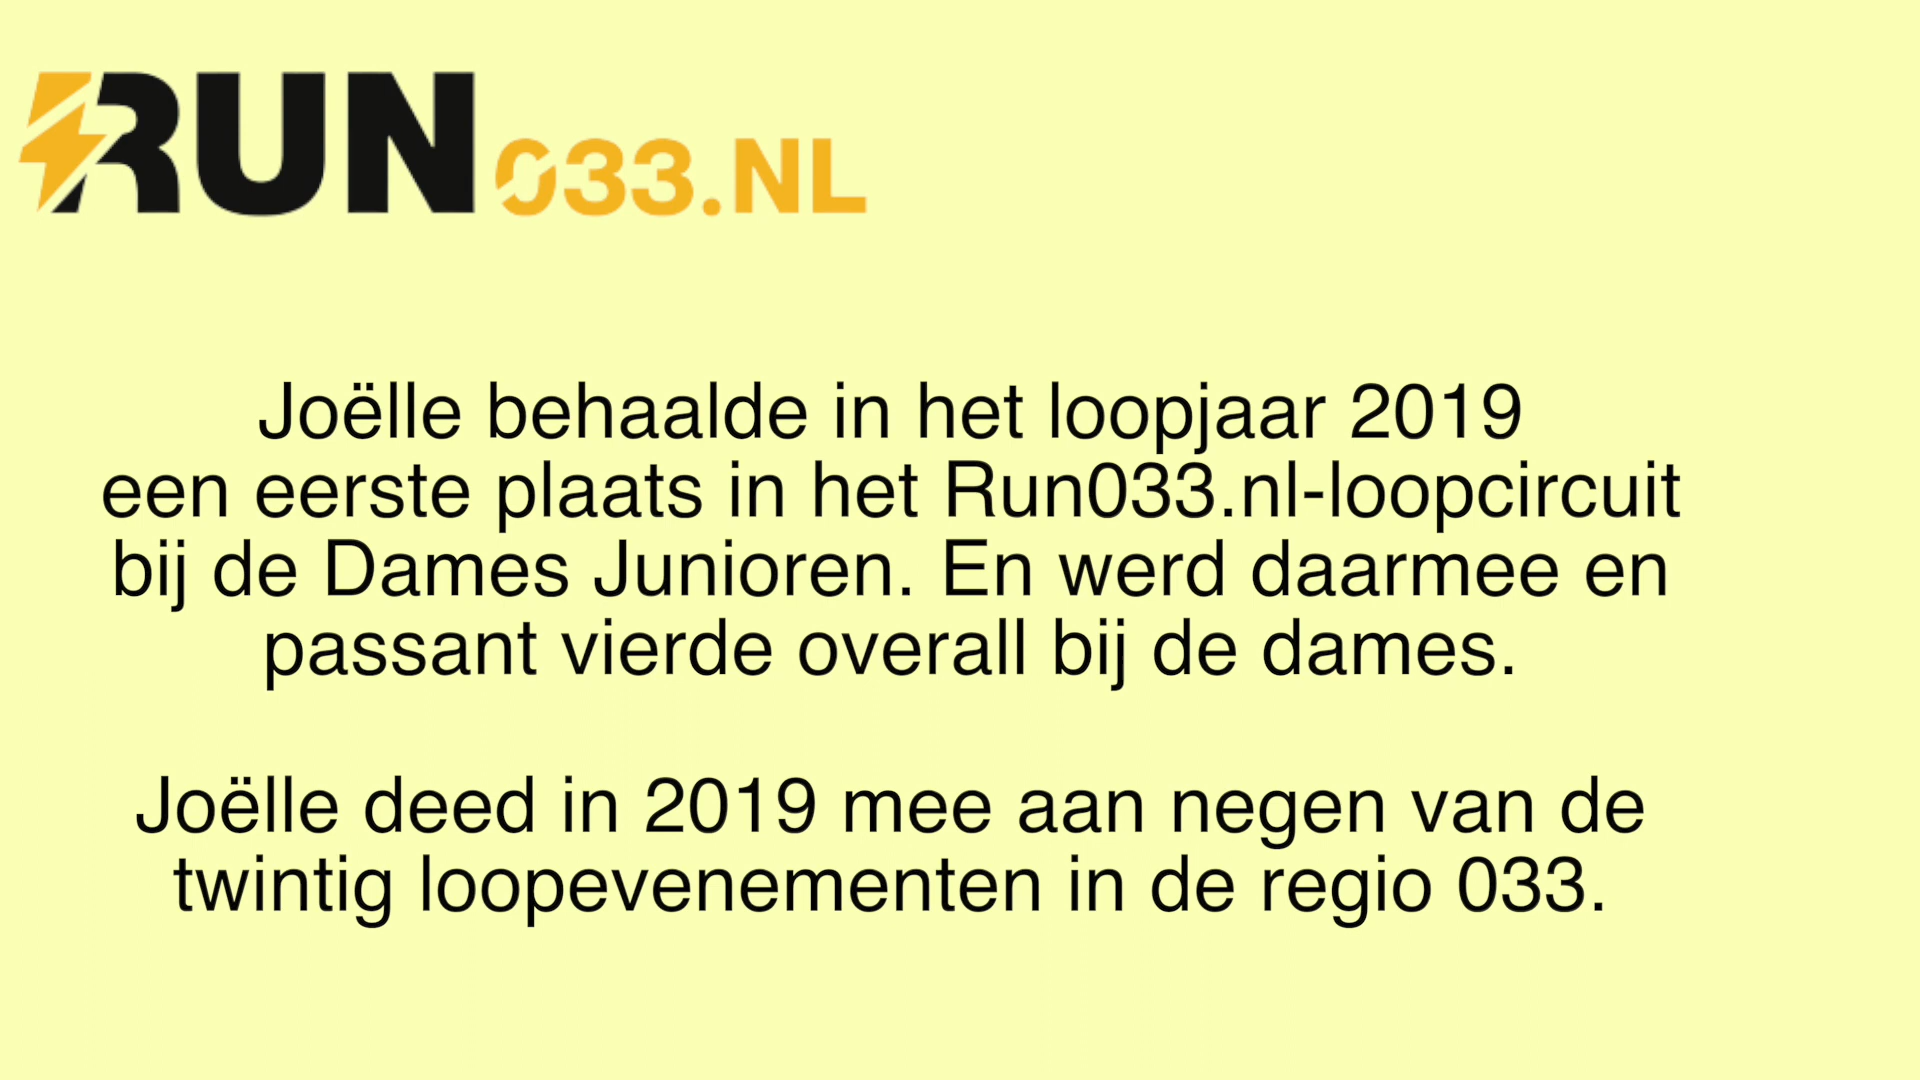 RUN033.NL
Joëlle behaalde in het loopjaar 2019
een eerste plaats in het Run033.nl-loopcircuit
bij de Dames Junioren. En werd daarmee en
passant vierde overall bij de dames.
Joëlle deed in 2019 mee aan negen van de
twintig loopevenementen in de regio 033.